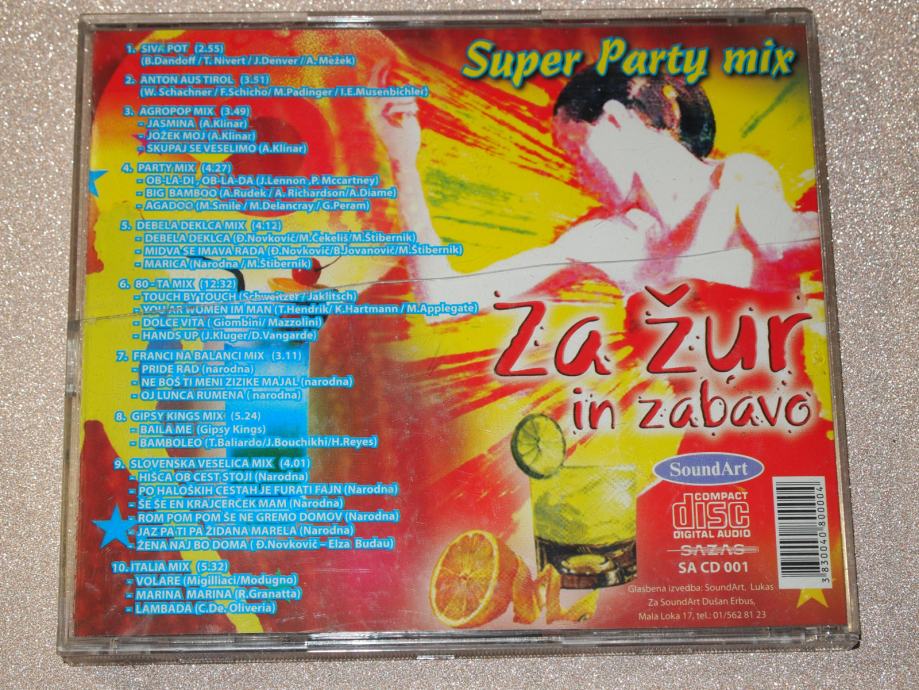 Super Party mix
1. SIVA POT (2.55)
(B.Dandoff/T. Nivert /J.Denver / A. Mežek)
2. ANTON AUS TIROL (3.51)
(W. Schachner / F.Schicho/ M.Padinger / I.E.Musenbichler)
3. AGROPOP MIX (3.49)
- JASMINA (A.Klinar)
- JOŽEK MOJ (A.Klinar)
- SKUPAJ SE VESELIMO (A.Klinar)
4. PARTY MIX (4.27)
- OB-LA-DI , OB-LA-DA (J.Lennon ,P. Mccartney)
- BIG BAMBOO (A.Rudek / A. Richardson/A.Diame)
- AGADOO (M.Smile / M.Delancray / G.Peram)
5. DEBELA DEKLCA MIX (4.12)
- DEBELA DEKLCA (Đ.Novkovič/M.Čekeliš/M.Štibernik)
- MIDVA SE IMAVA RADA (Đ.Novkovič/B.Jovanovič/M.Štibernik)
- MARICA (Narodna / M.Štibernik)
6. 80 - TA MIX (12:32)
- TOUCH BY TOUCH (Schweitzer / Jaklitsch)
- YOU'AR WOMEN IM MAN (T.Hendrik/ K.Hartmann / M.Applegate)
- DOLCE VITA (Giombini/ Mazzolini)
- HANDS UP (J.Kluger/D.Vangarde)
7. FRANCI NA BALANCI MIX (3.11)
- PRIDE RAD (narodna)
- NE BOŠ TI MENI ZIZIKE MAJAL (narodna)
- OJ LUNCA RUMENA ( narodna)
8. GIPSY KINGS MIX (5.24)
- BAILA ME (Gipsy Kings)
- BAMBOLEO (T.Baliardo/J.Bouchikhi/H.Reyes)
9. SLOVENSKA VESELICA MIX (4.01)
- HIŠCA OB CEST STOJI (Narodna)
- PO HALOŠKIH CESTAH JE FURATI FAJN (Narodna)
- ŠE ŠE EN KRAJCERCEK MAM (Narodna)
- ROM POM POM ŠE NE GREMO DOMOV (Narodna)
- JAZ PA TI PA ŽIDANA MARELA (Narodna)
- ŽENA NAJ BO DOMA (Đ.Novkovič – Elza Budau)
10. ITALIA MIX (5.32)
- VOLARE (Migilliaci/Modugno)
- MARINA MARINA (R.Granatta)
- LAMBADA (C.De. Oliveria)
Za žur
in zabavo
SoundArt
COMPACT
disc
DIGITAL AUDIO
SAZAS
SA CD 001
3 830040 800004
Glasbena izvedba: SoundArt, Lukas
Za SoundArt Dušan Erbus,
Mala Loka 17, tel.: 01/562 81 23